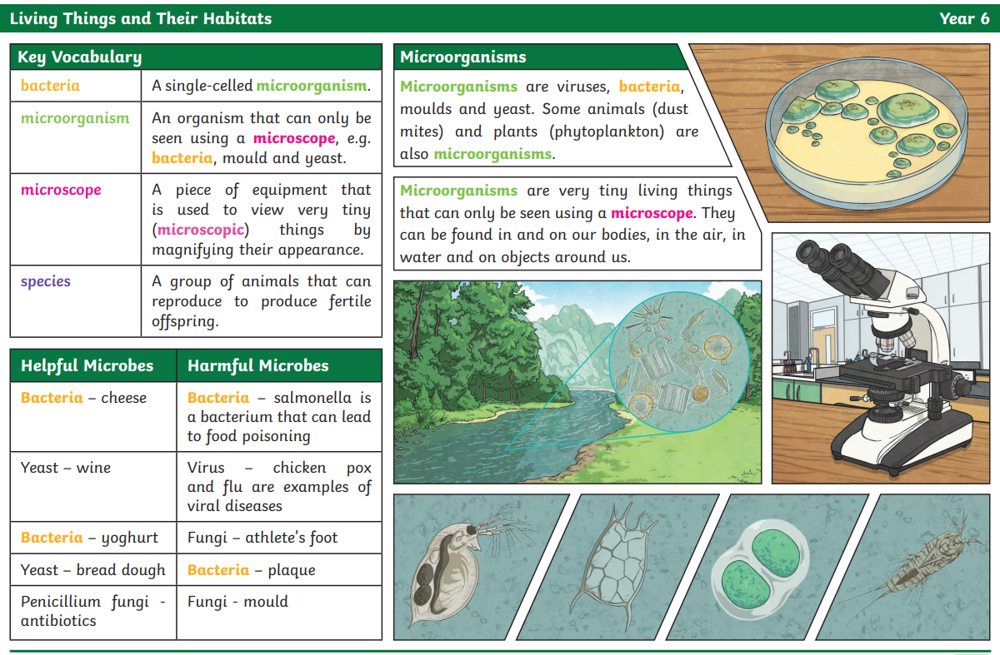 Living Things and Their Habitats
Year 6
Key Vocabulary
bacteria
A single-celled microorganism.
microorganism
An organism that can only be
seen using a microscope, e.g.
bacteria, mould and yeast.
microscope
A piece of equipment that
is used to view very tiny
(microscopic) things by
magnifying their appearance.
species
A group of animals that can
reproduce to produce fertile
offspring.
Helpful Microbes
Harmful Microbes
Bacteria – cheese
Bacteria – salmonella is
a bacterium that can lead
to food poisoning
Yeast – wine
Virus – chicken pox
and flu are examples of
viral diseases
Bacteria – yoghurt
Fungi – athlete's foot
Yeast – bread dough
Bacteria – plaque
Penicillium fungi -
antibiotics
Fungi - mould
Microorganisms
Microorganisms are viruses, bacteria,
moulds and yeast. Some animals (dust
mites) and plants (phytoplankton) are
also microorganisms.
Microorganisms are very tiny living things
that can only be seen using a microscope. They
can be found in and on our bodies, in the air, in
water and on objects around us.